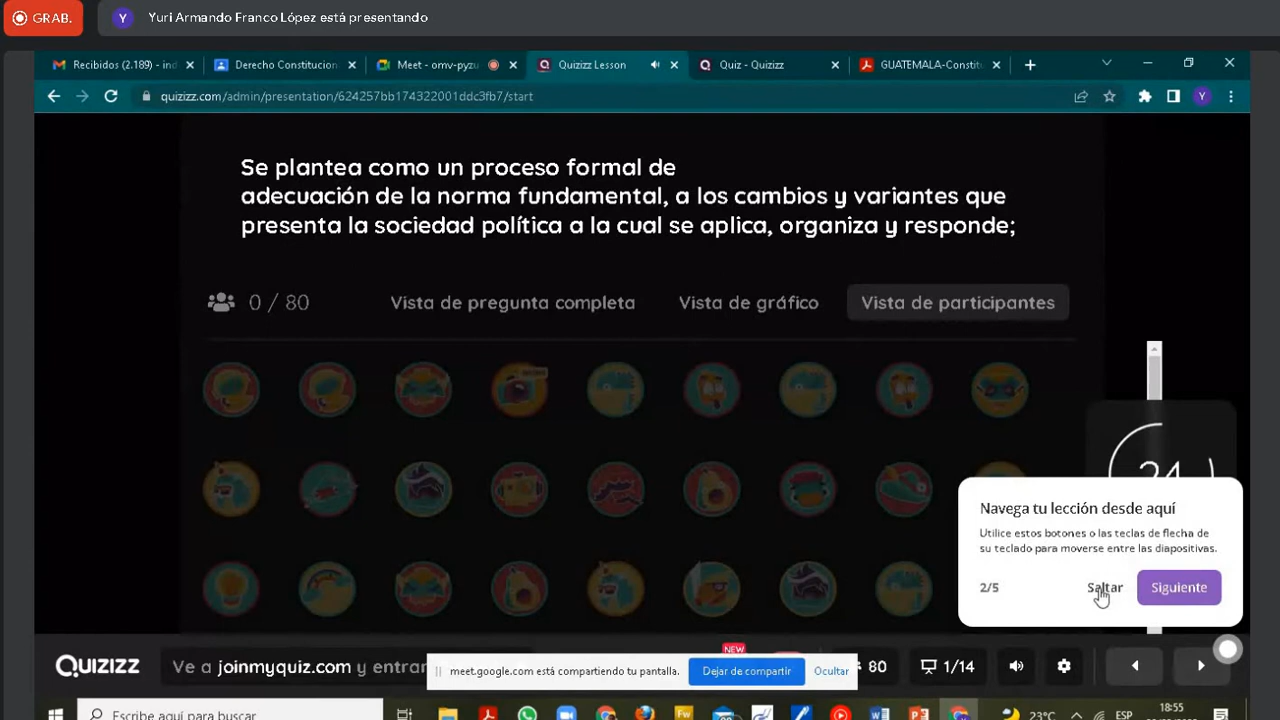 GRAB.
Y
Yuri Armando Franco López está presentando
Recibidos (2.189) - ind
Derecho Constitucion
Meet - omv-pyzu
Quizizz Lesson
Quiz - Quizizz
GUATEMALA-Constitu
quizizz.com/admin/presentation/624257bb174322001ddc3fb7/start
Y
Se plantea como un proceso formal de
adecuación de la norma fundamental, a los cambios y variantes que
presenta la sociedad política a la cual se aplica, organiza y responde;
0 / 80
Vista de pregunta completa
Vista de gráfico
Vista de participantes
24
Navega tu lección desde aquí
Utilice estos botones o las teclas de flecha de
su teclado para moverse entre las diapositivas.
2/5
Saltar
Siguiente
Quizizz
Ve a joinmyquiz.com y entrar
NEW
meet.google.com está compartiendo tu pantalla.
Dejar de compartir
Ocultar
80
1/14
Escribe aquí para buscar
23°C
ESP
18:55